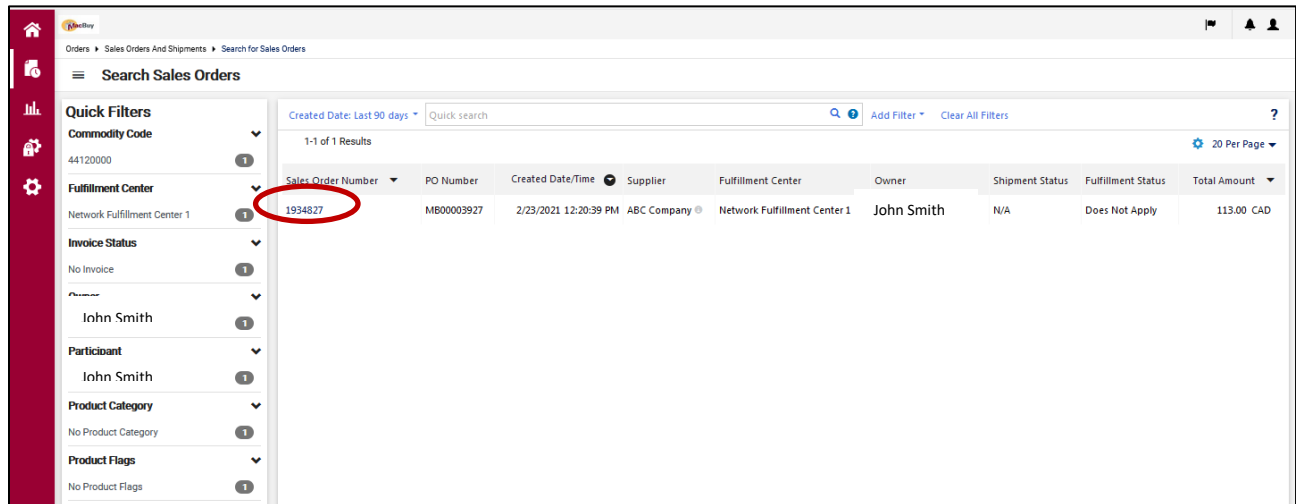 MacBuy
Orders Sales Orders And Shipments Search for Sales Orders
Search Sales Orders
Quick Filters
Commodity Code
44120000 1
Fulfillment Center
Network Fulfillment Center 1 1
Invoice Status
No Invoice 1
Owner
John Smith 1
Participant
John Smith 1
Product Category
No Product Category 1
Product Flags
No Product Flags 1
Created Date: Last 90 days Quick search ? Add Filter Clear All Filters ?
1-1 of 1 Results 20 Per Page
Sales Order Number PO Number Created Date/Time Supplier Fulfillment Center Owner Shipment Status Fulfillment Status Total Amount
1934827 MB00003927 2/23/2021 12:20:39 PM ABC Company Network Fulfillment Center 1 John Smith N/A Does Not Apply 113.00 CAD